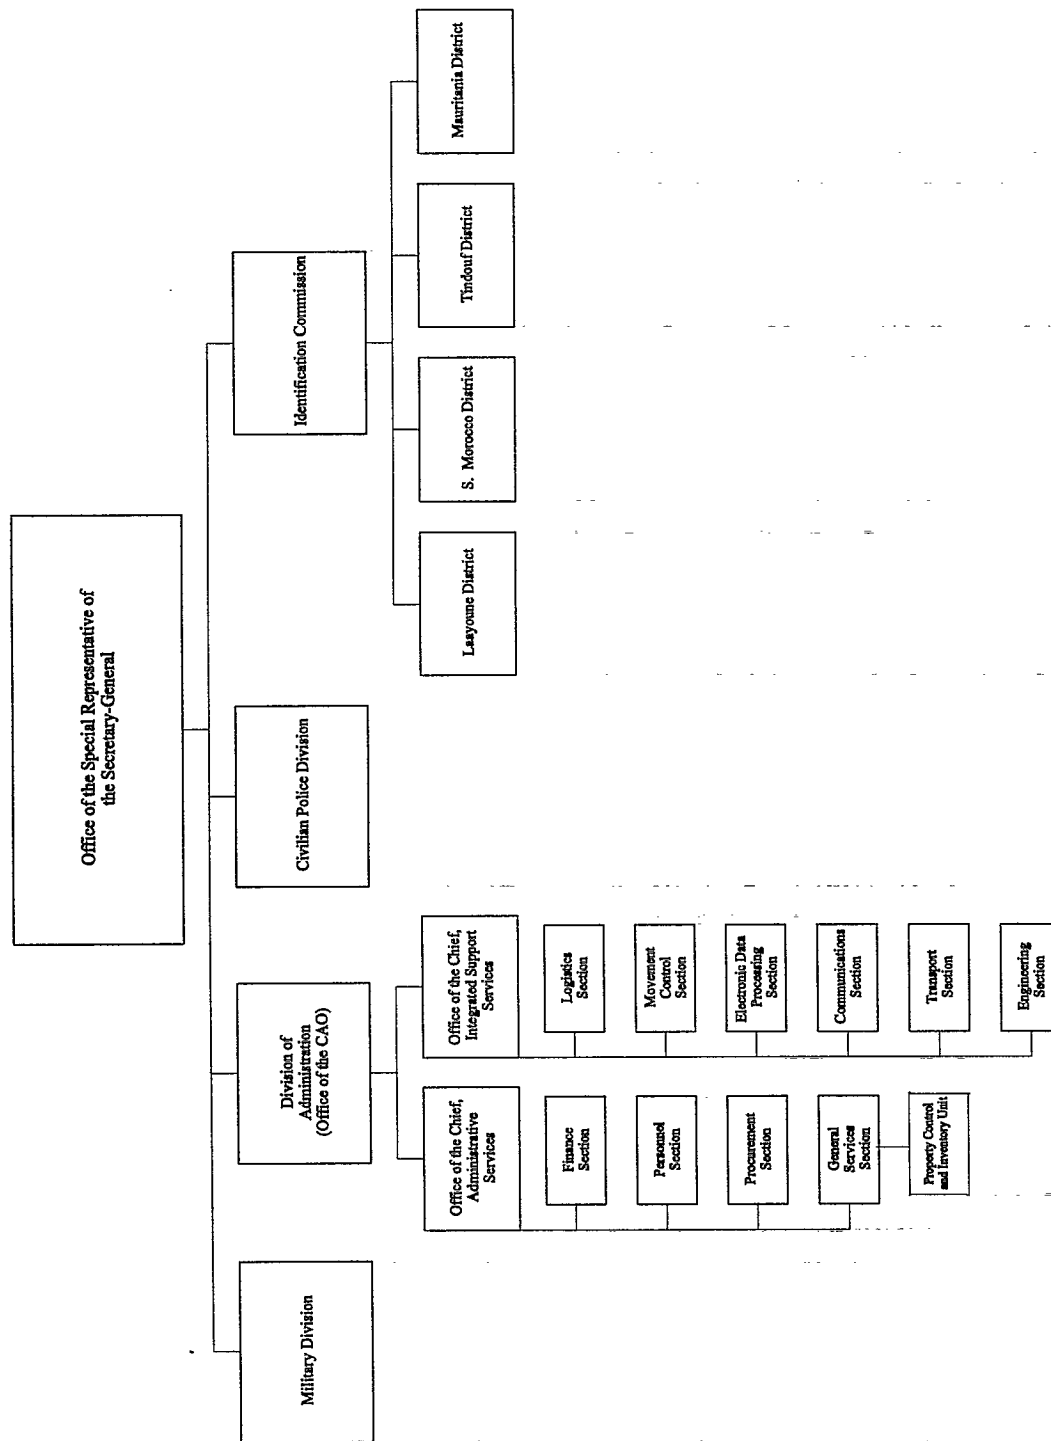 Office of the Special Representative of
the Secretary-General
Military Division
Division of
Administration
(Office of the CAO)
Civilian Police Division
Identification Commission
Office of the Chief,
Administrative
Services
Finance
Section
Personnel
Section
Procurement
Section
General
Services
Section
Property Control
and Inventory Unit
Office of the Chief,
Integrated Support
Services
Logistics
Section
Movement
Control
Section
Electronic Data
Processing
Section
Communications
Section
Transport
Section
Engineering
Section
Laayoune District
S. Morocco District
Tindouf District
Mauritania District